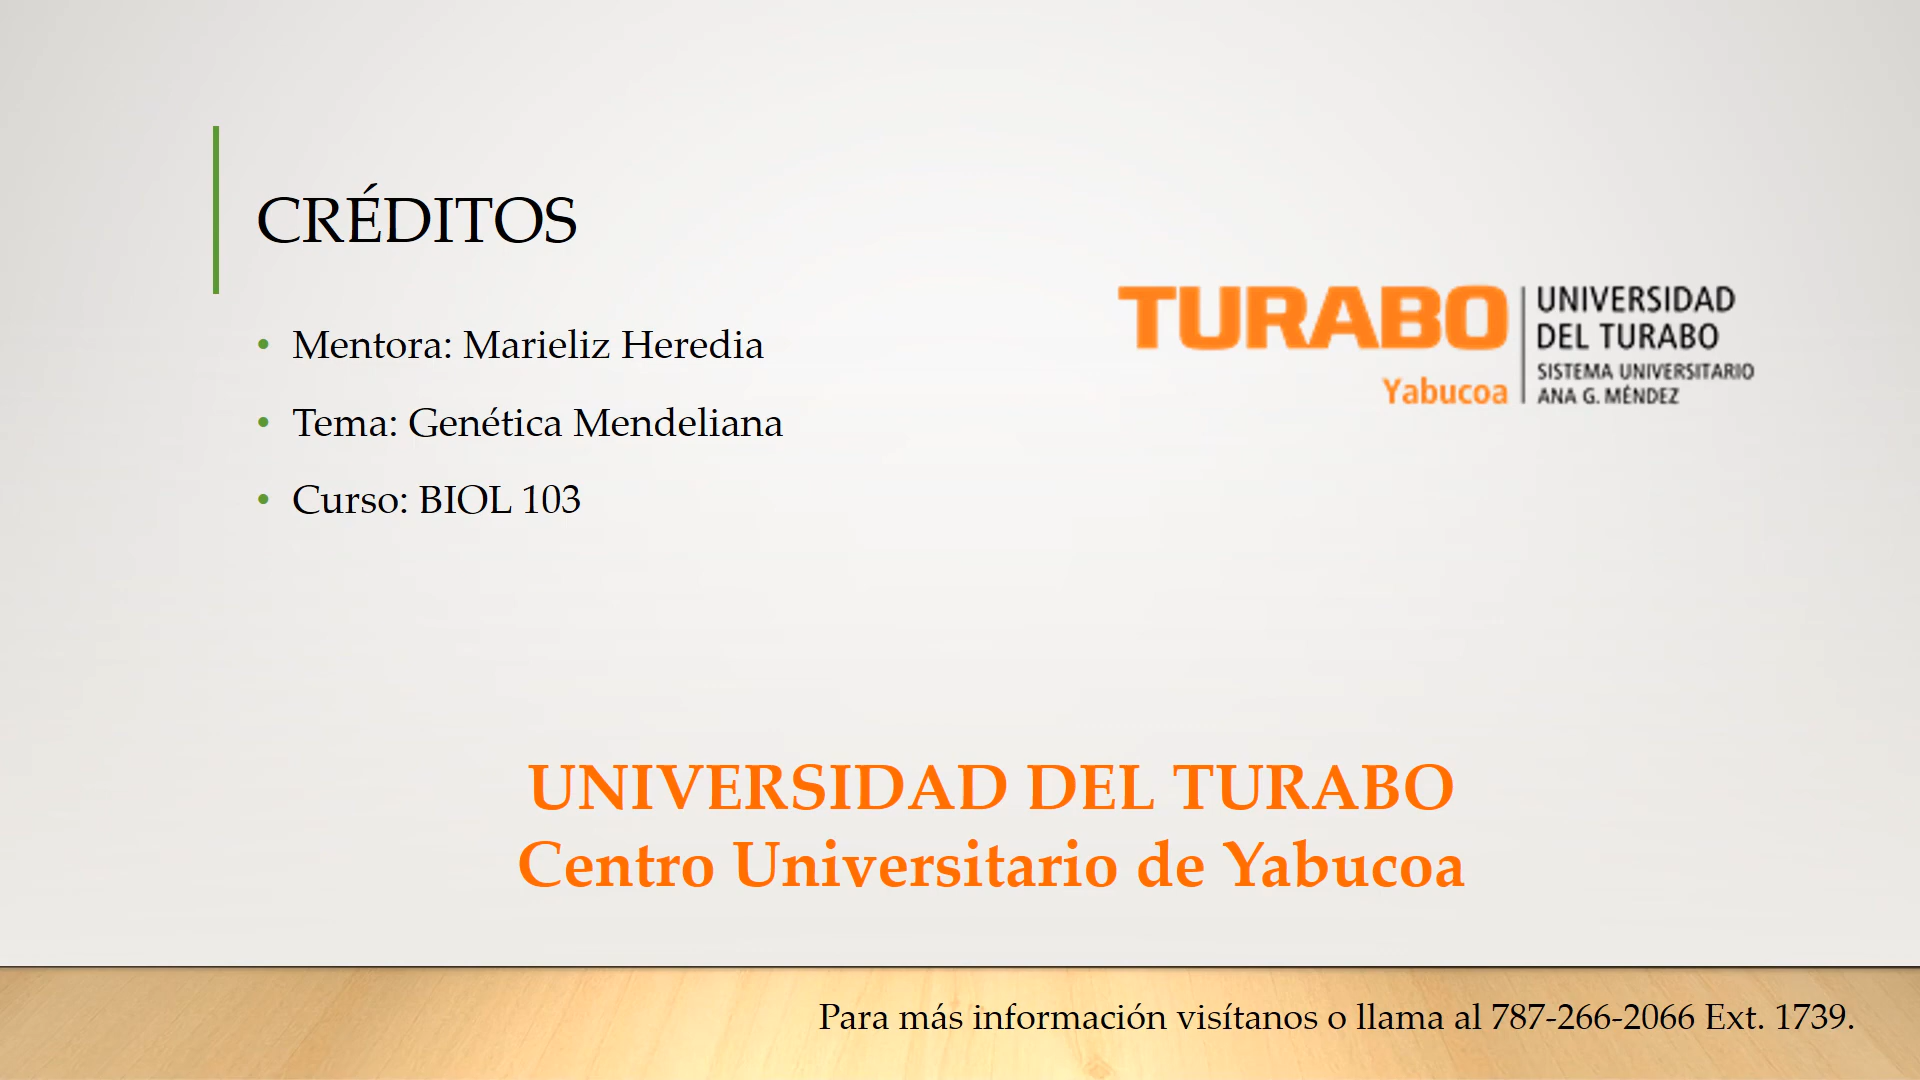 CRÉDITOS
• Mentora: Marieliz Heredia
• Tema: Genética Mendeliana
• Curso: BIOL 103
TURABO
Yabucoa
UNIVERSIDAD
DEL TURABO
SISTEMA UNIVERSITARIO
ANA G. MÉNDEZ
UNIVERSIDAD DEL TURABO
Centro Universitario de Yabucoa
Para más información visítanos o llama al 787-266-2066 Ext. 1739.